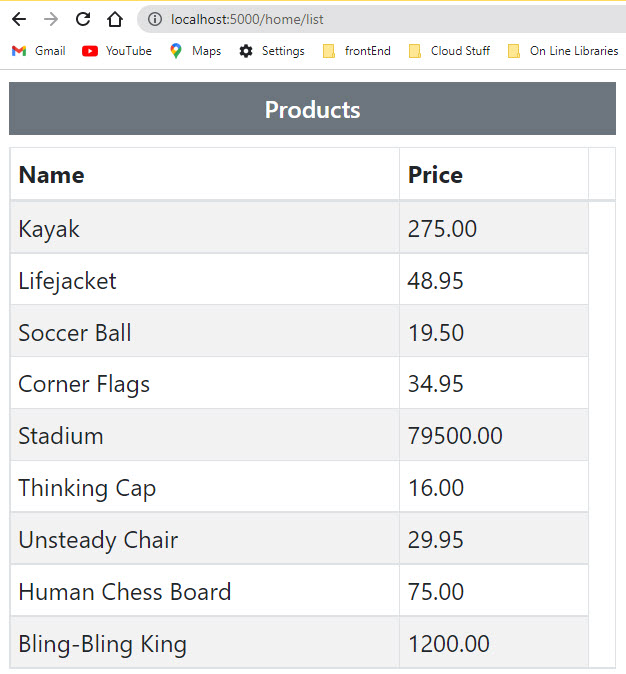 localhost:5000/home/list
Gmail YouTube Maps Settings frontEnd Cloud Stuff On Line Libraries
Products
Name Price
Kayak 275.00
Lifejacket 48.95
Soccer Ball 19.50
Corner Flags 34.95
Stadium 79500.00
Thinking Cap 16.00
Unsteady Chair 29.95
Human Chess Board 75.00
Bling-Bling King 1200.00